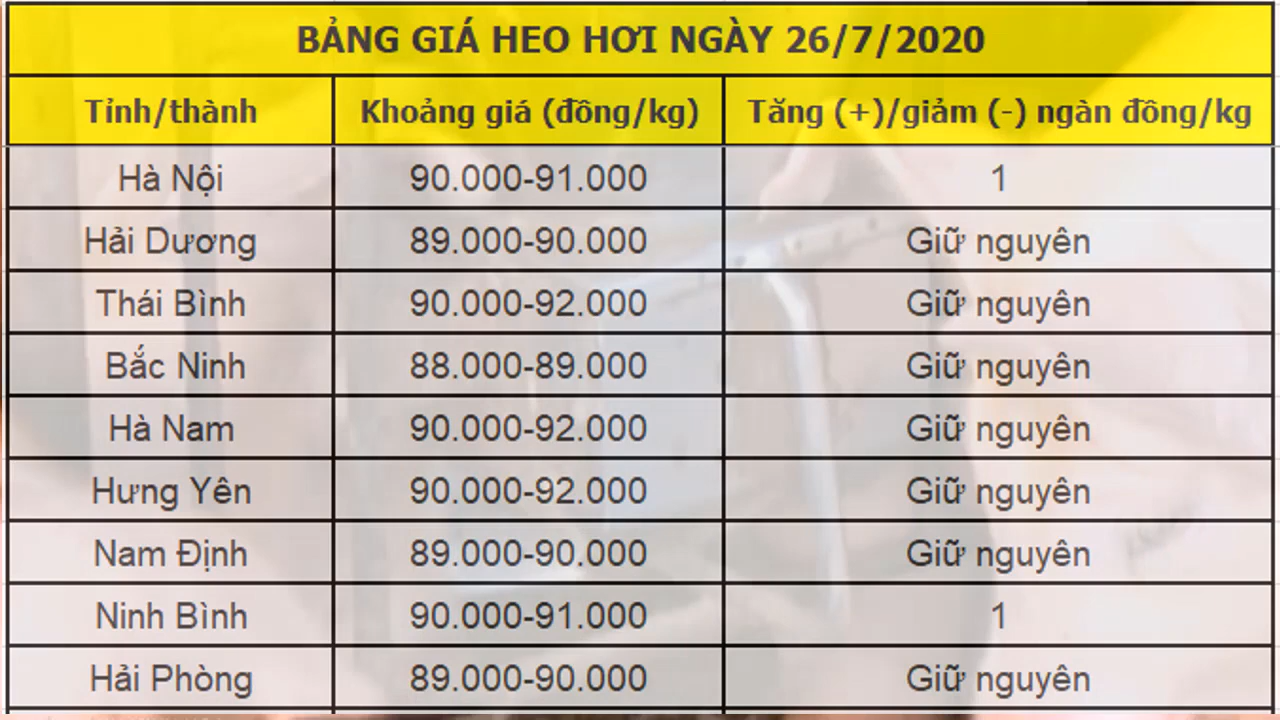 BẢNG GIÁ HEO HƠI NGÀY 26/7/2020
Tỉnh/thành Khoảng giá (đồng/kg) Tăng (+)/giảm (-) ngàn đồng/kg
Hà Nội 90.000-91.000 1
Hải Dương 89.000-90.000 Giữ nguyên
Thái Bình 90.000-92.000 Giữ nguyên
Bắc Ninh 88.000-89.000 Giữ nguyên
Hà Nam 90.000-92.000 Giữ nguyên
Hưng Yên 90.000-92.000 Giữ nguyên
Nam Định 89.000-90.000 Giữ nguyên
Ninh Bình 90.000-91.000 1
Hải Phòng 89.000-90.000 Giữ nguyên